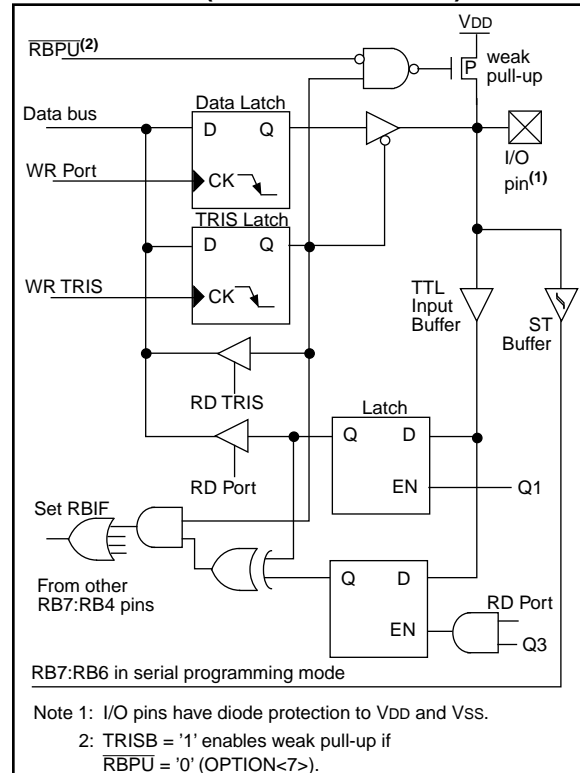 VDD
RBPU(2)
P
weak
pull-up
Data Latch
Data bus
D
Q
I/O
pin(1)
WR Port
CK
TRIS Latch
D
Q
WR TRIS
CK
TTL
Input
Buffer
ST
Buffer
RD TRIS
Latch
Q
D
RD Port
EN
Q1
Set RBIF
From other
RB7:RB4 pins
Q
D
RD Port
EN
Q3
RB7:RB6 in serial programming mode
Note 1: I/O pins have diode protection to VDD and VSS.
2: TRISB = '1' enables weak pull-up if
RBPU = '0' (OPTION<7>).